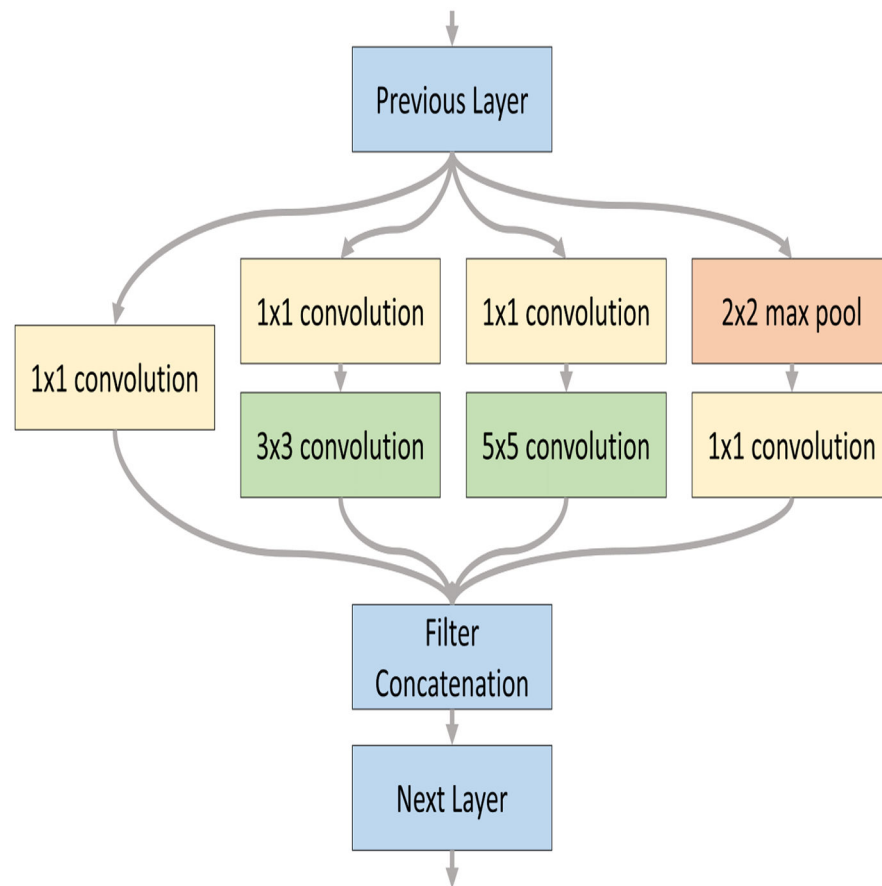 Previous Layer
1x1 convolution
1x1 convolution
2x2 max pool
1x1 convolution
3x3 convolution
5x5 convolution
1x1 convolution
Filter
Concatenation
Next Layer